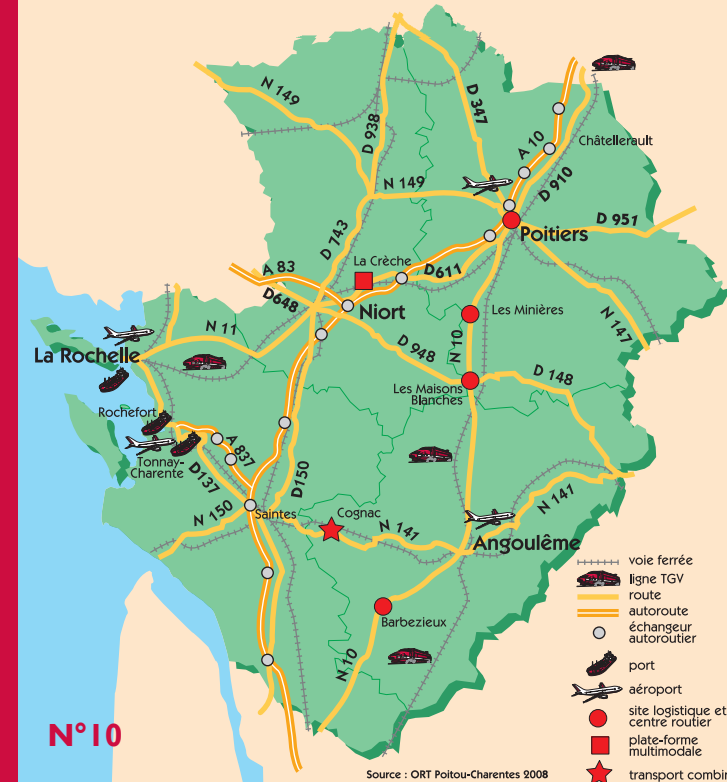 N 149
D 938
D 347
A 10
Châtellerault
D 910
N 149
D 951
Poitiers
D 743
La Crèche
A 83
D611
D648
Niort
Les Minières
N 147
N 11
La Rochelle
D 948
N 10
Les Maisons
Blanches
D 148
Rochefort
A 837
Tonnay-
Charente
D137
D150
N 150
Saintes
Cognac
N 141
N 141
Angoulême
Barbezieux
N 10
voie ferrée
ligne TGV
route
autoroute
échangeur
autoroutier
port
aéroport
site logistique et
centre routier
plate-forme
multimodale
transport combi
N°10
Source : ORT Poitou-Charentes 2008